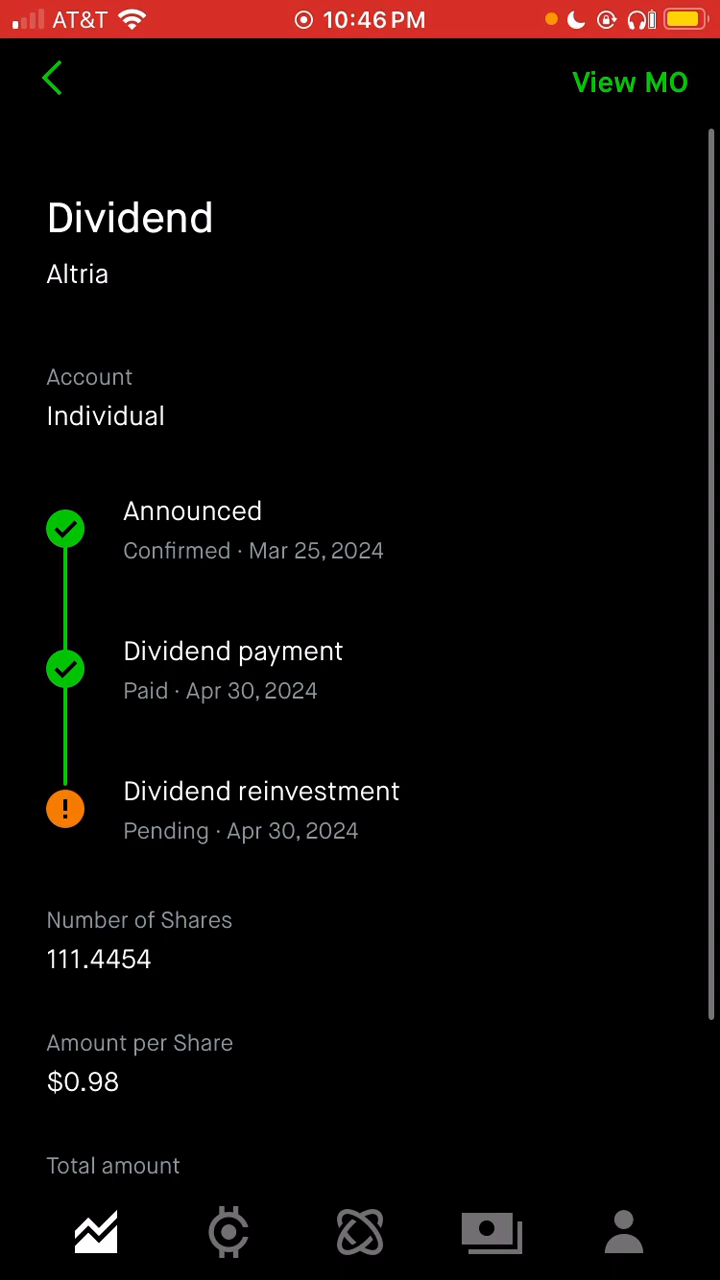 AT&T 10:46 PM
View MO
Dividend
Altria
Account
Individual
Announced
Confirmed · Mar 25, 2024
Dividend payment
Paid · Apr 30, 2024
Dividend reinvestment
Pending · Apr 30, 2024
Number of Shares
111.4454
Amount per Share
$0.98
Total amount